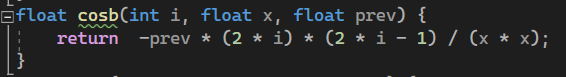 float cosb(int i, float x, float prev) {
    return  -prev * (2 * i) * (2 * i - 1) / (x * x);
}